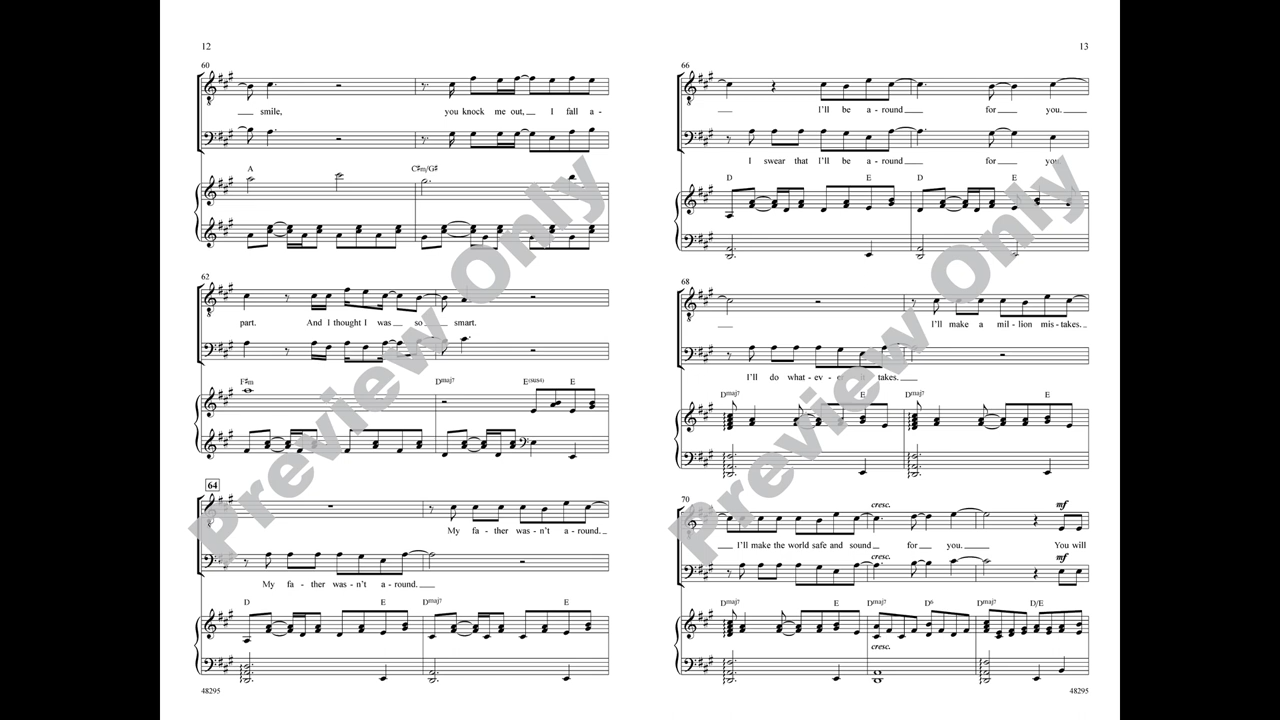 12
60
smile, you knock me out, I fall a-
A C♯m/G♯
62
part. And I thought I was so smart.
F♯m Dmaj7 E(sus4) E
64
My fa - ther was - n't a - round.
My fa - ther was - n't a - round.
D E Dmaj7 E
48295
13
66
I'll be a - round for you.
I swear that I'll be a - round for you.
D E D E
68
I'll make a mil - lion mis - takes.
I'll do what - ev - takes.
Dmaj7 E Dmaj7
70
cresc. mf
I'll make the world safe and sound for you. You will
cresc. mf
Dmaj7 E Dmaj7 D6 Dmaj7 D/E
cresc.
48295
Preview Only
Preview Only